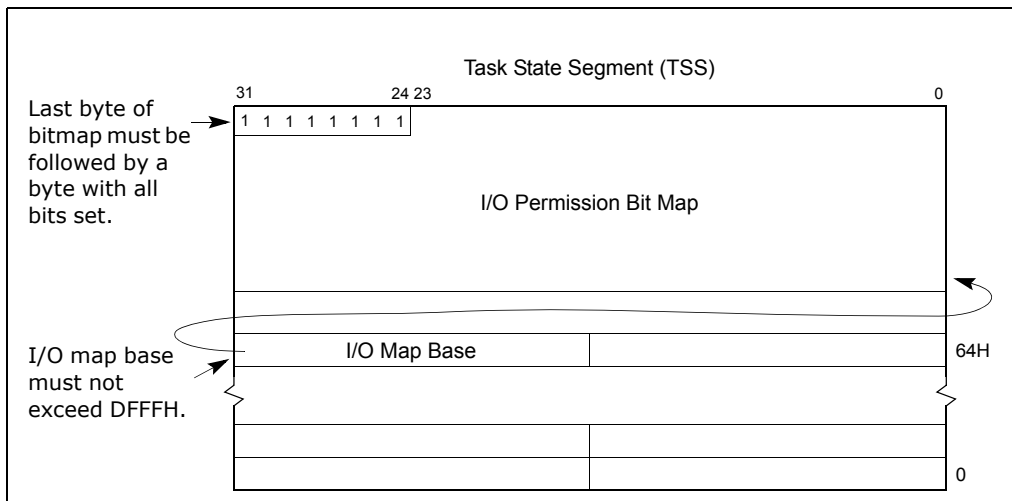 Task State Segment (TSS)
31 24 23 0
Last byte of
bitmap must be
followed by a
byte with all
bits set.
1 1 1 1 1 1 1 1
I/O Permission Bit Map
I/O map base
must not
exceed DFFFH.
I/O Map Base
64H
0